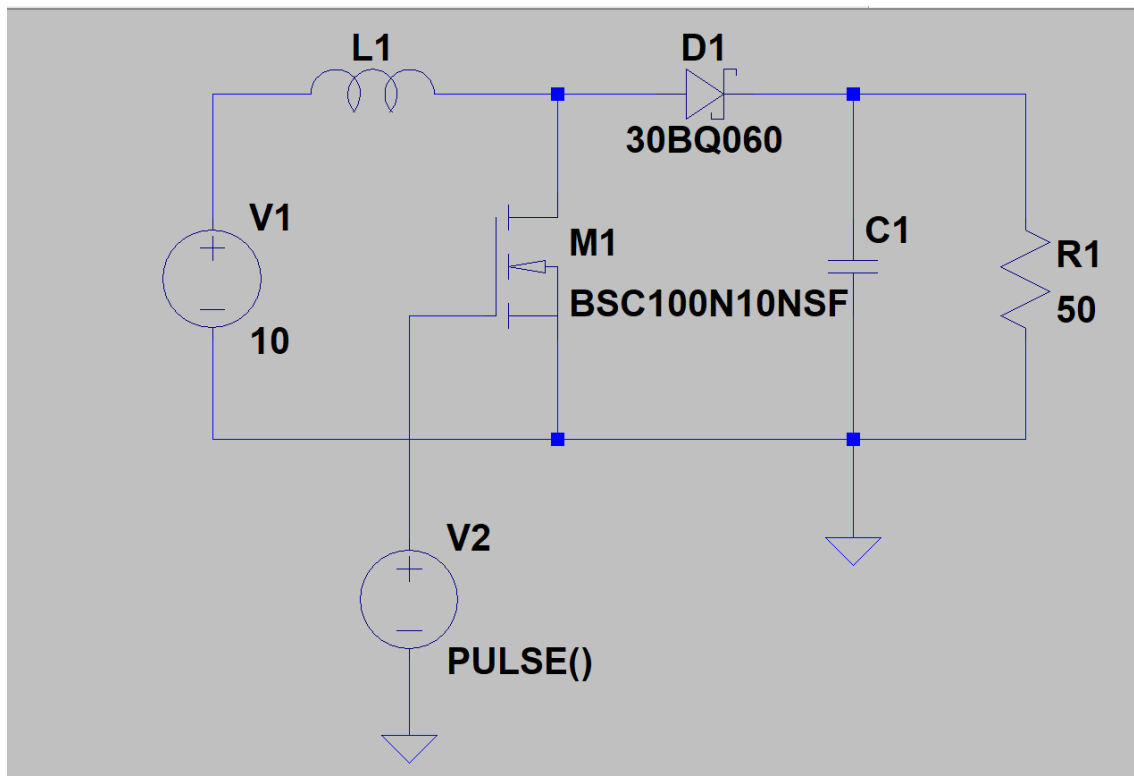 L1
D1
30BQ060
V1
10
M1
BSC100N10NSF
C1
R1
50
V2
PULSE()